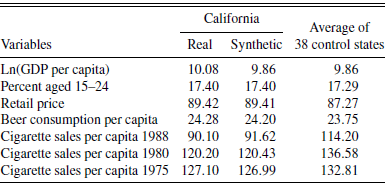 California
Average of
Variables Real Synthetic 38 control states
Ln(GDP per capita) 10.08 9.86 9.86
Percent aged 15–24 17.40 17.40 17.29
Retail price 89.42 89.41 87.27
Beer consumption per capita 24.28 24.20 23.75
Cigarette sales per capita 1988 90.10 91.62 114.20
Cigarette sales per capita 1980 120.20 120.43 136.58
Cigarette sales per capita 1975 127.10 126.99 132.81